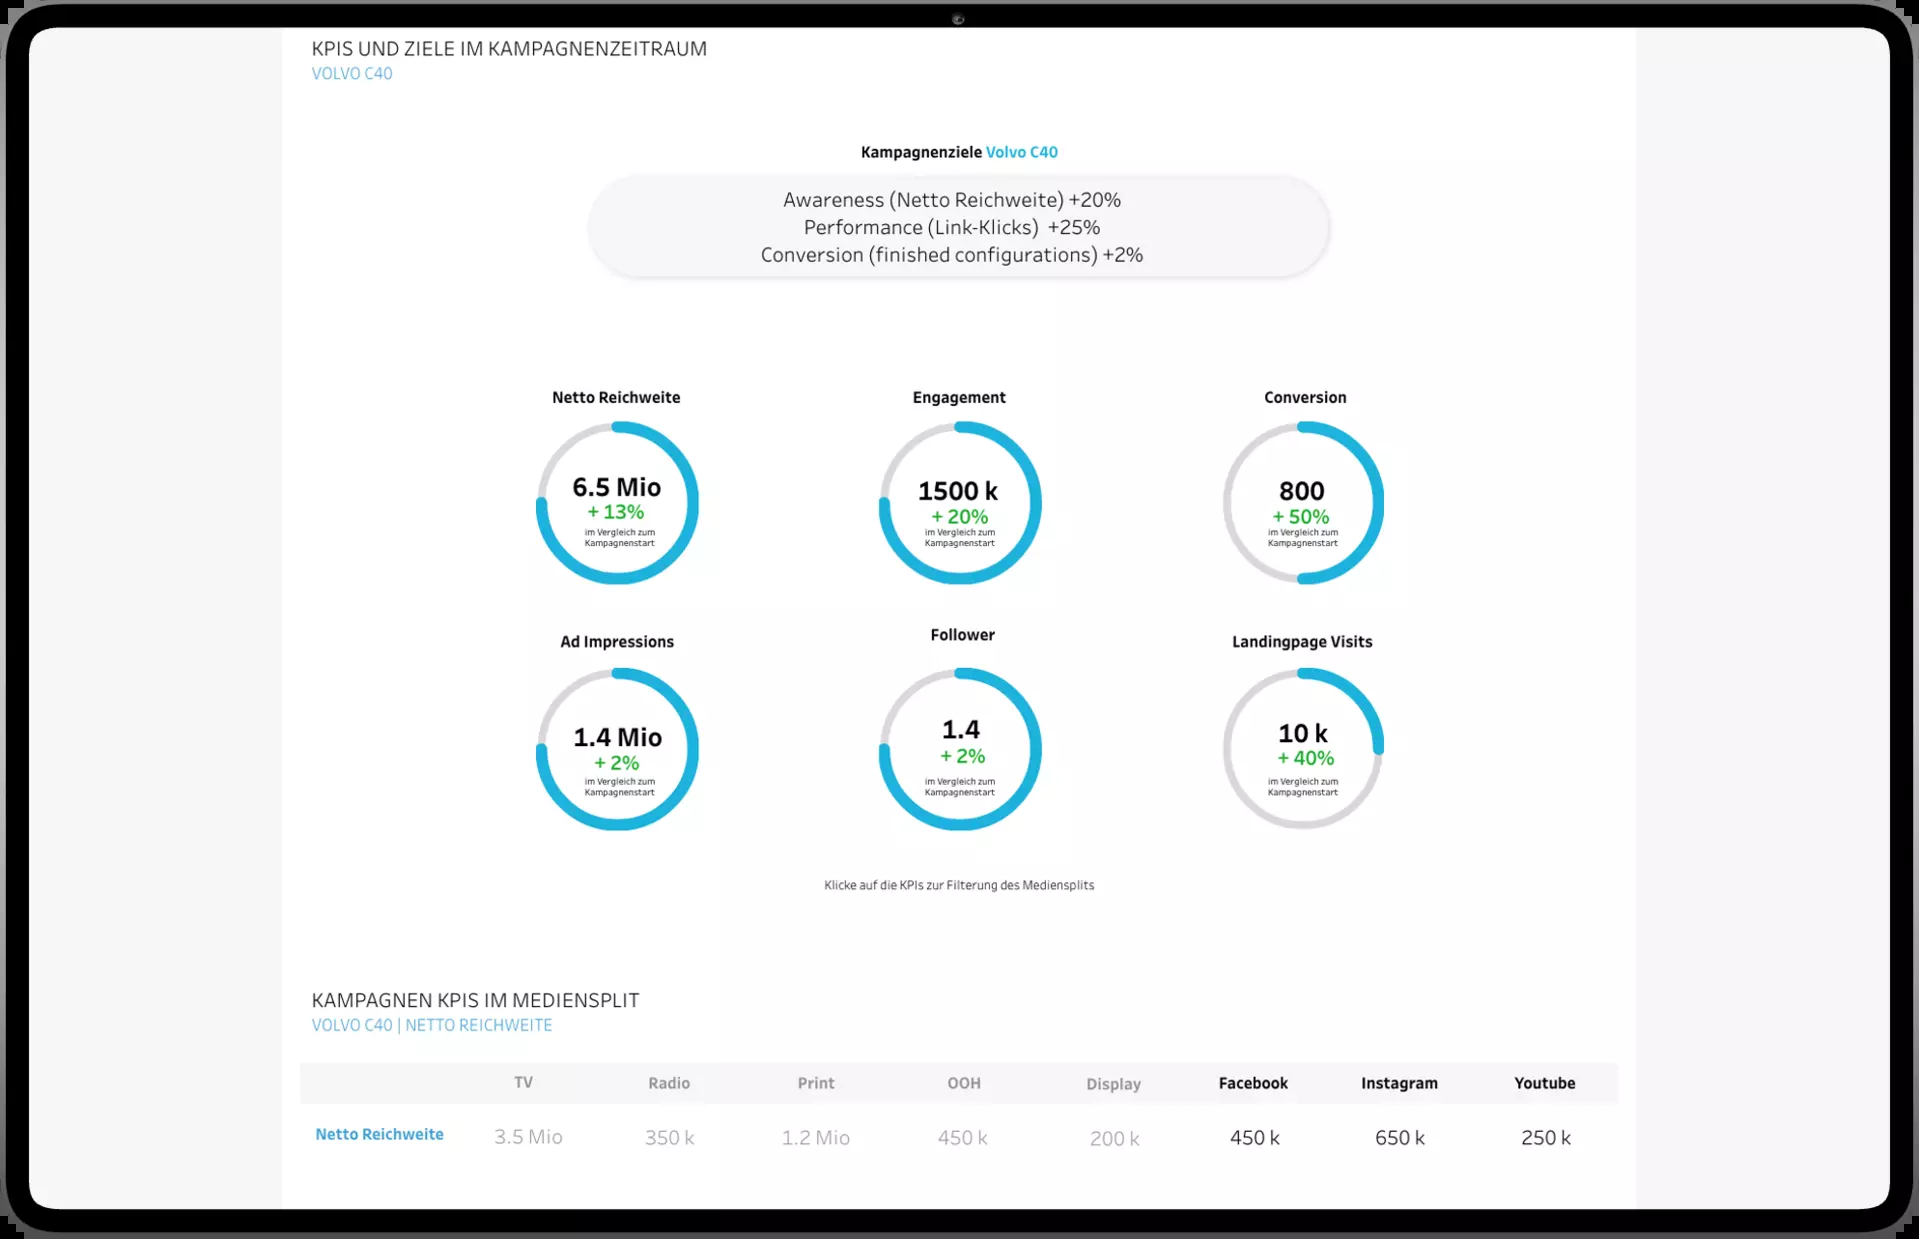 KPIS UND ZIELE IM KAMPAGNENZEITRAUM
VOLVO C40
Kampagnenziele Volvo C40
Awareness (Netto Reichweite) +20%
Performance (Link-Klicks) +25%
Conversion (finished configurations) +2%
Netto Reichweite
6.5 Mio
+ 13%
im Vergleich zum
Kampagnenstart
Engagement
1500 k
+ 20%
im Vergleich zum
Kampagnenstart
Conversion
800
+ 50%
im Vergleich zum
Kampagnenstart
Ad Impressions
1.4 Mio
+ 2%
im Vergleich zum
Kampagnenstart
Follower
1.4
+ 2%
im Vergleich zum
Kampagnenstart
Landingpage Visits
10 k
+ 40%
im Vergleich zum
Kampagnenstart
Klicke auf die KPIs zur Filterung des Mediensplits
KAMPAGNEN KPIS IM MEDIENSPLIT
VOLVO C40 | NETTO REICHWEITE
TV Radio Print OOH Display Facebook Instagram Youtube
Netto Reichweite 3.5 Mio 350 k 1.2 Mio 450 k 200 k 450 k 650 k 250 k